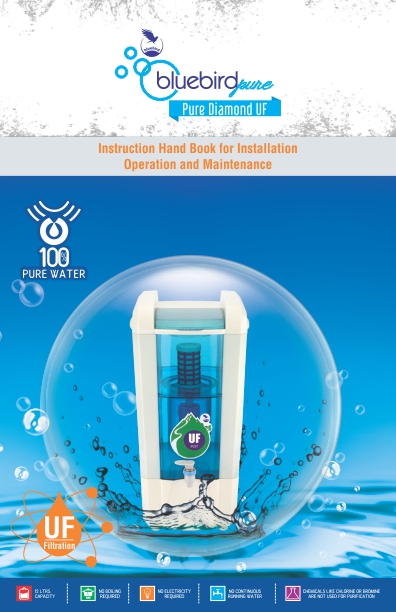 bluebird pure
Pure Diamond UF
Instruction Hand Book for Installation
Operation and Maintenance
100%
PURE WATER
UF
UF
Filtration
15 LTRS
CAPACITY
NO BOILING
REQUIRED
NO ELECTRICITY
REQUIRED
NO CONTINUOUS
RUNNING WATER
CHEMICALS LIKE CHLORINE OR BROMINE
ARE NOT USED FOR PURIFICATION